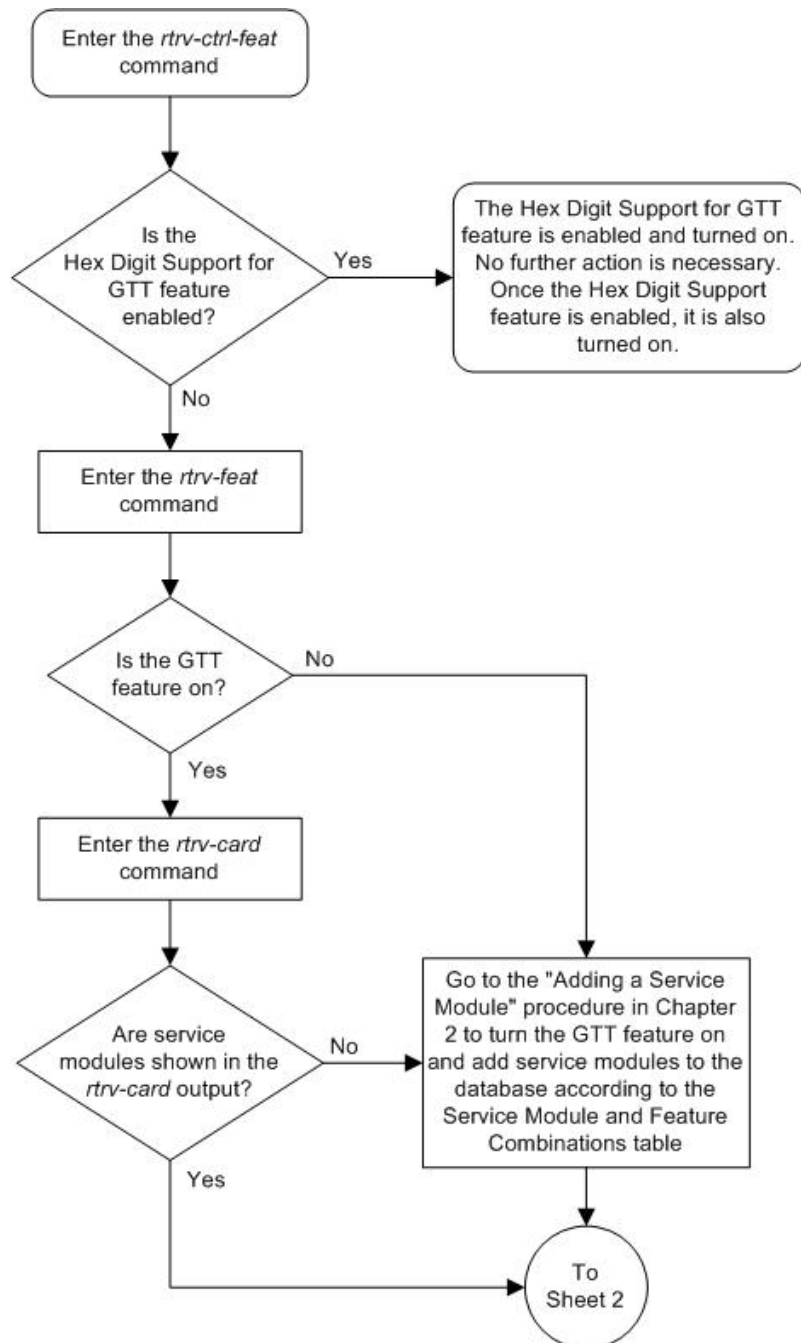 Enter the rtrv-ctrl-feat
command
Is the
Hex Digit Support for
GTT feature
enabled?
Yes
The Hex Digit Support for GTT
feature is enabled and turned on.
No further action is necessary.
Once the Hex Digit Support
feature is enabled, it is also
turned on.
No
Enter the rtrv-feat
command
Is the GTT
feature on?
No
Yes
Enter the rtrv-card
command
Are service
modules shown in the
rtrv-card output?
No
Go to the "Adding a Service
Module" procedure in Chapter
2 to turn the GTT feature on
and add service modules to the
database according to the
Service Module and Feature
Combinations table
Yes
To
Sheet 2